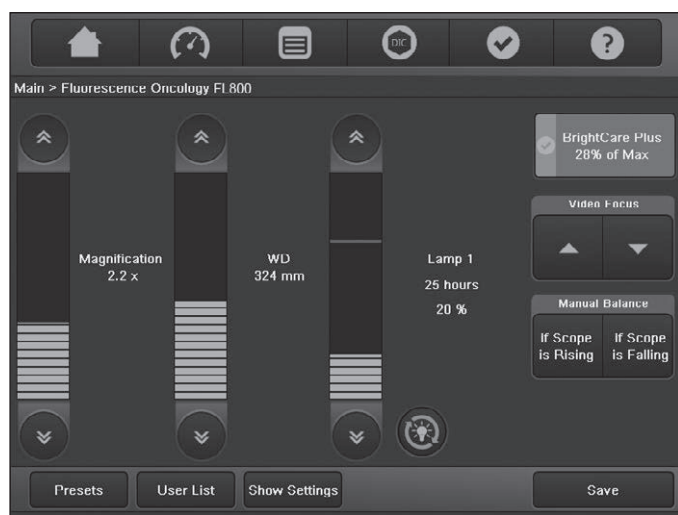 DIC
?
Main > Fluorescence Oncology FL800
BrightCare Plus
28% of Max
Video Focus
Magnification
2.2 x
WD
324 mm
Lamp 1
25 hours
20 %
Manual Balance
If Scope
is Rising
If Scope
is Falling
Presets
User List
Show Settings
Save